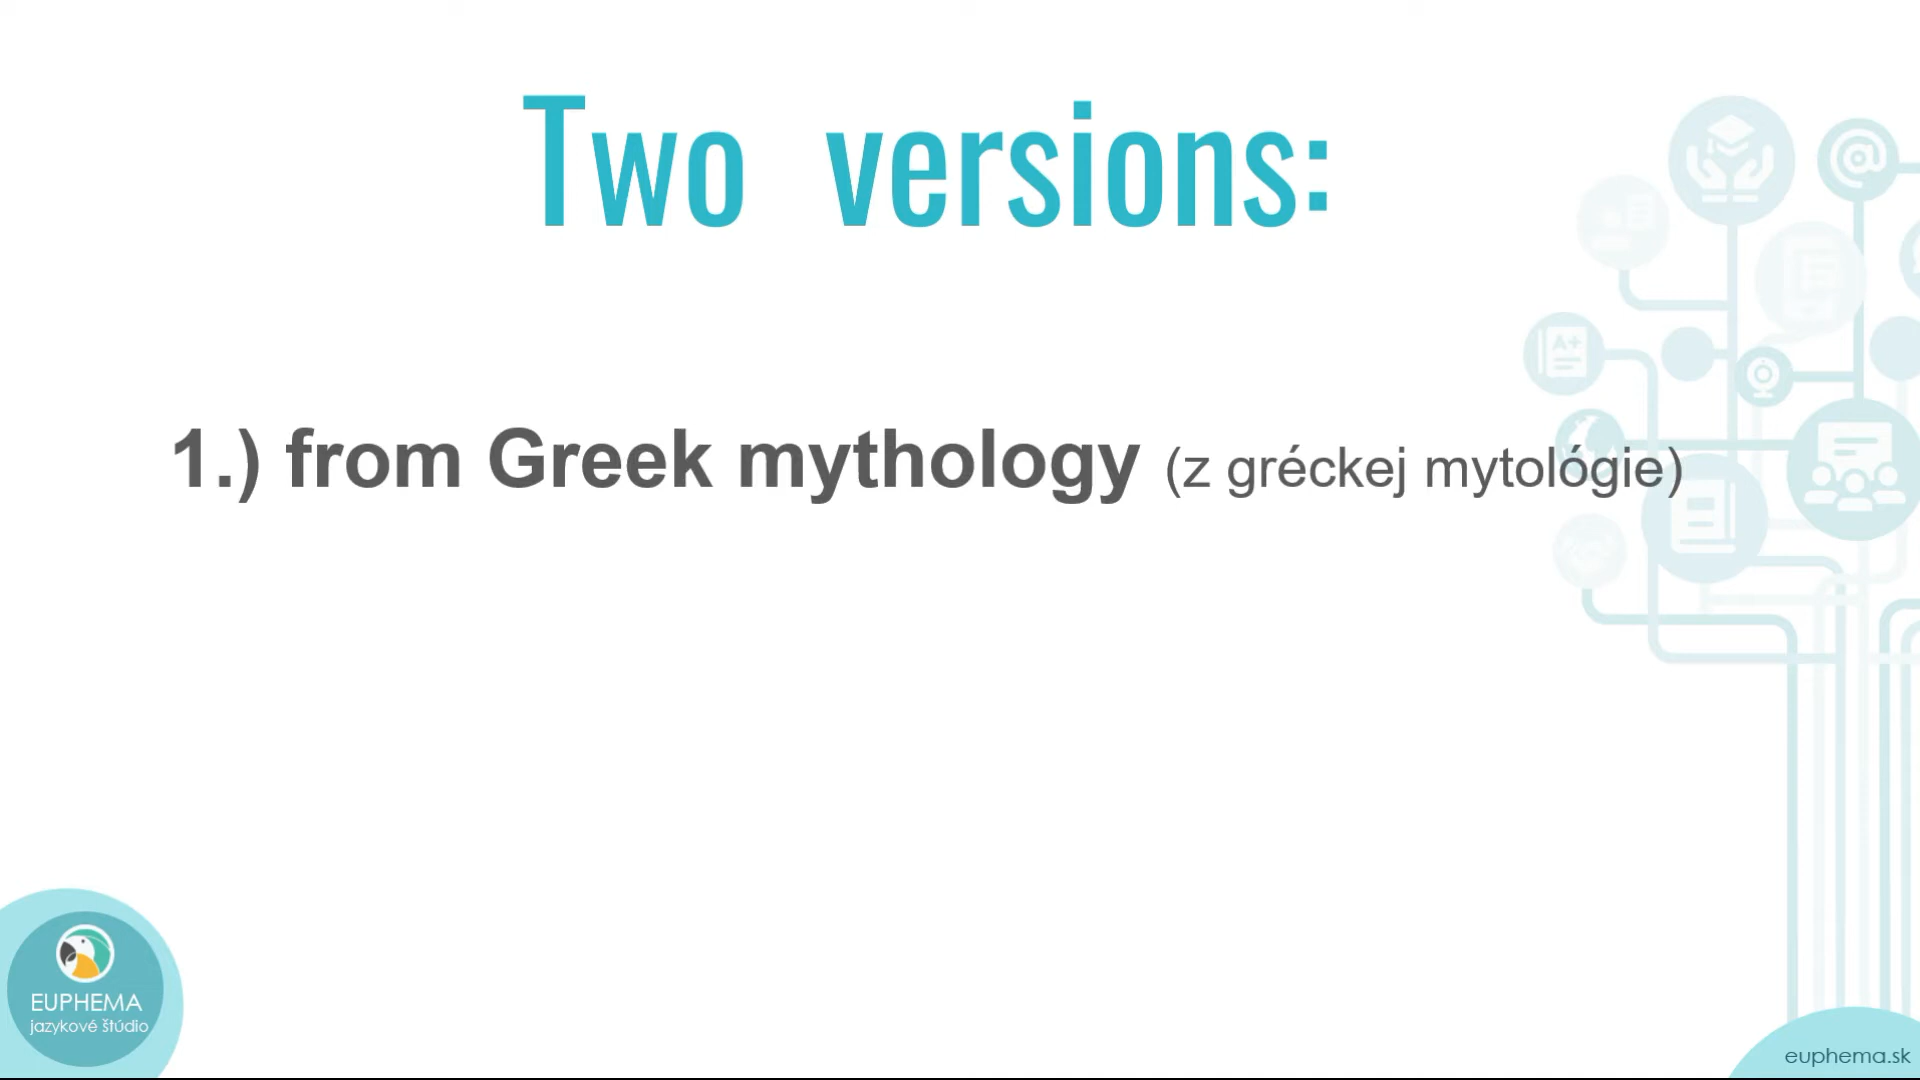 Two versions:
1.) from Greek mythology (z gréckej mytológie)
A+
EUPHEMA
jazykové štúdio
euphema.sk